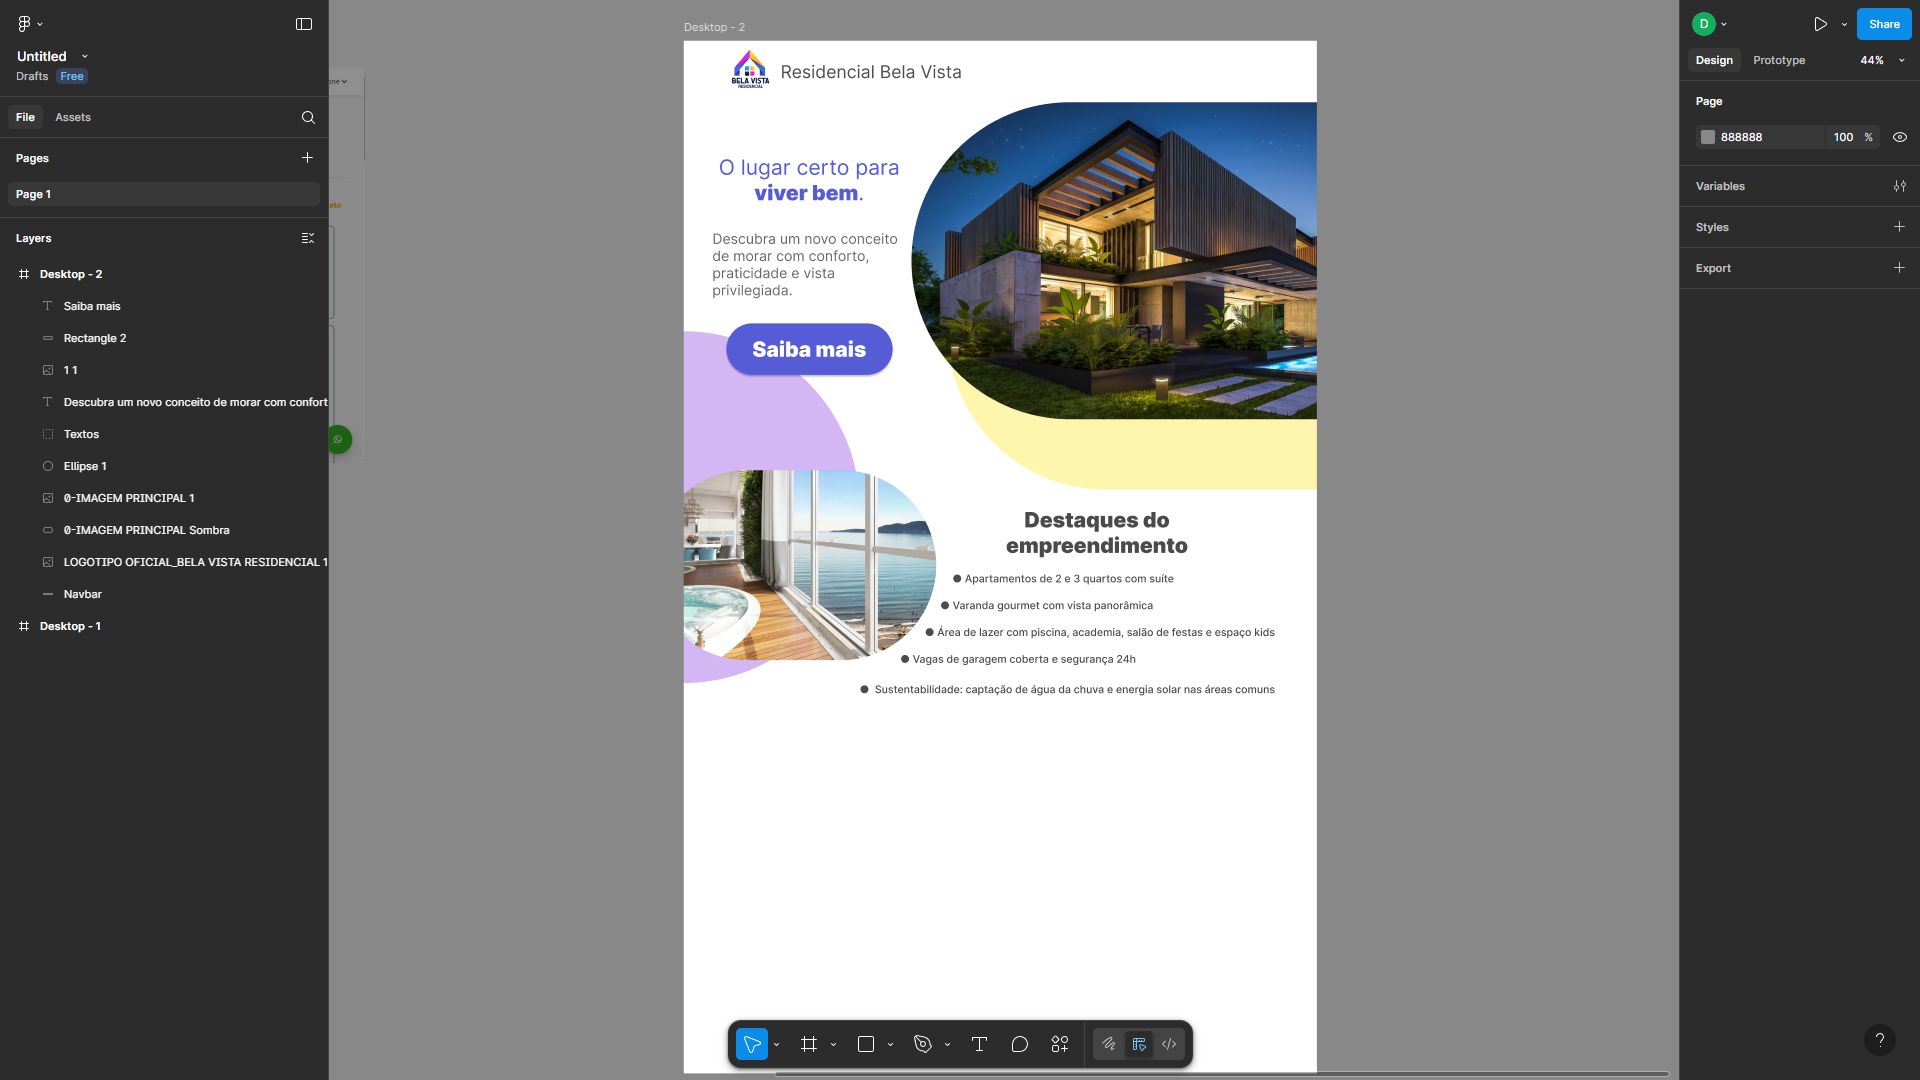 Untitled
Drafts Free
File Assets
Pages
Page 1
Layers
Desktop - 2
Saiba mais
Rectangle 2
1 1
Descubra um novo conceito de morar com confort
Textos
Ellipse 1
0-IMAGEM PRINCIPAL 1
0-IMAGEM PRINCIPAL Sombra
LOGOTIPO OFICIAL_BELA VISTA RESIDENCIAL 1
Navbar
Desktop - 1
Desktop - 2
BELA VISTA
RESIDENCIAL
Residencial Bela Vista
O lugar certo para
viver bem.
Descubra um novo conceito
de morar com conforto,
praticidade e vista
privilegiada.
Saiba mais
Destaques do
empreendimento
● Apartamentos de 2 e 3 quartos com suíte
● Varanda gourmet com vista panorâmica
● Área de lazer com piscina, academia, salão de festas e espaço kids
● Vagas de garagem coberta e segurança 24h
● Sustentabilidade: captação de água da chuva e energia solar nas áreas comuns
D
Share
Design Prototype 44%
Page
888888 100 %
Variables
Styles
Export
?